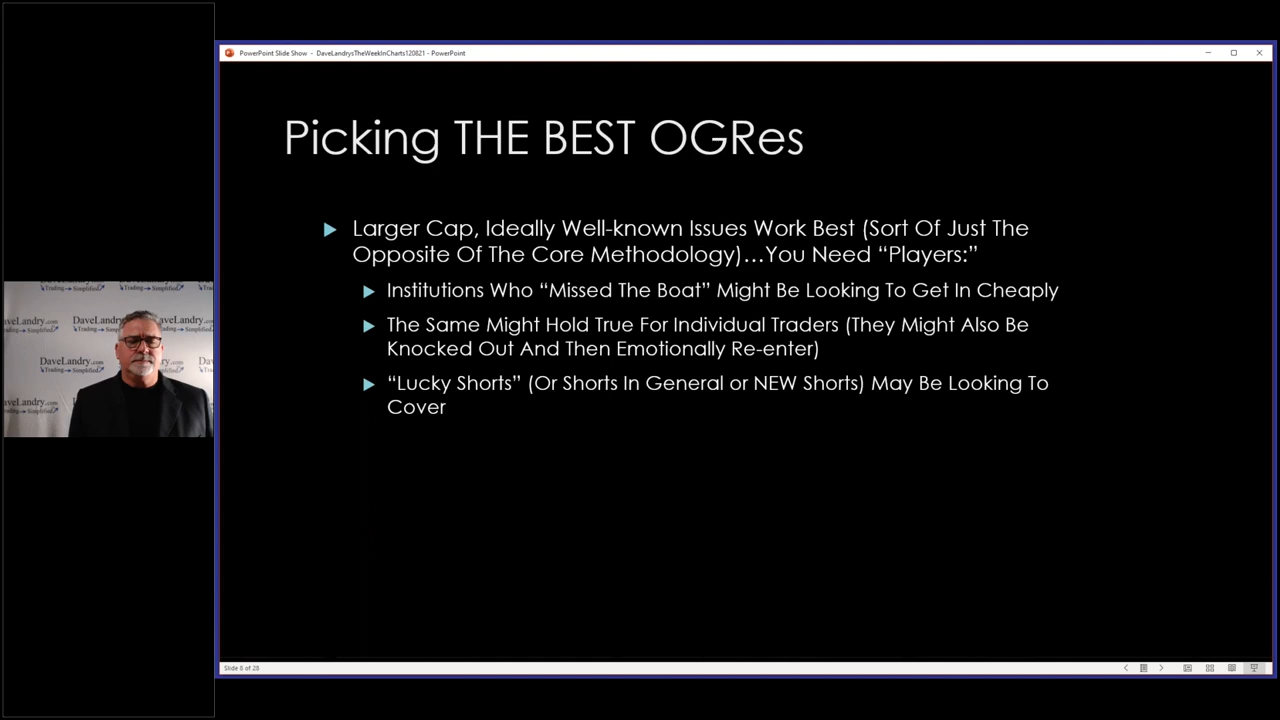 PowerPoint Slide Show - DaveLandrysTheWeekInCharts120821 - PowerPoint
Picking THE BEST OGRes
Larger Cap, Ideally Well-known Issues Work Best (Sort Of Just The
Opposite Of The Core Methodology)…You Need “Players:”
Institutions Who “Missed The Boat” Might Be Looking To Get In Cheaply
The Same Might Hold True For Individual Traders (They Might Also Be
Knocked Out And Then Emotionally Re-enter)
“Lucky Shorts” (Or Shorts In General or NEW Shorts) May Be Looking To
Cover
DaveLandry.com
Trading Simplified
Slide 8 of 28